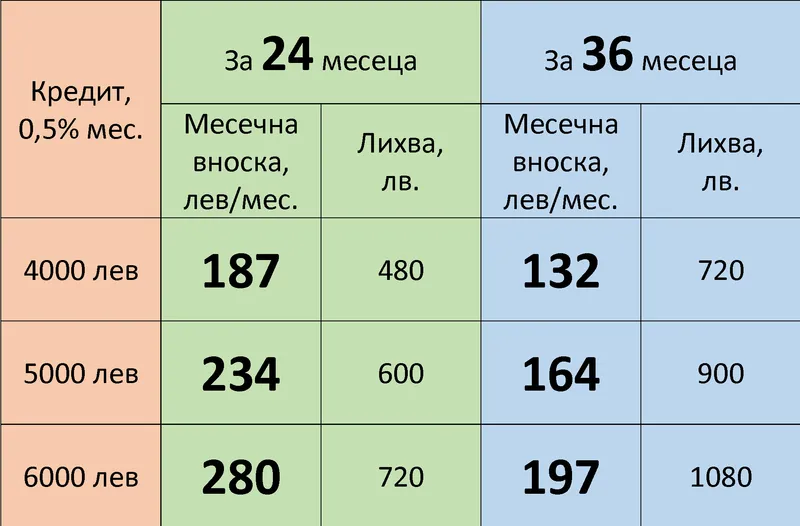 Кредит,
0,5% мес.
За 24 месеца
За 36 месеца
Месечна
вноска,
лев/мес.
Лихва,
лв.
Месечна
вноска,
лев/мес.
Лихва,
лв.
4000 лев
187
480
132
720
5000 лев
234
600
164
900
6000 лев
280
720
197
1080